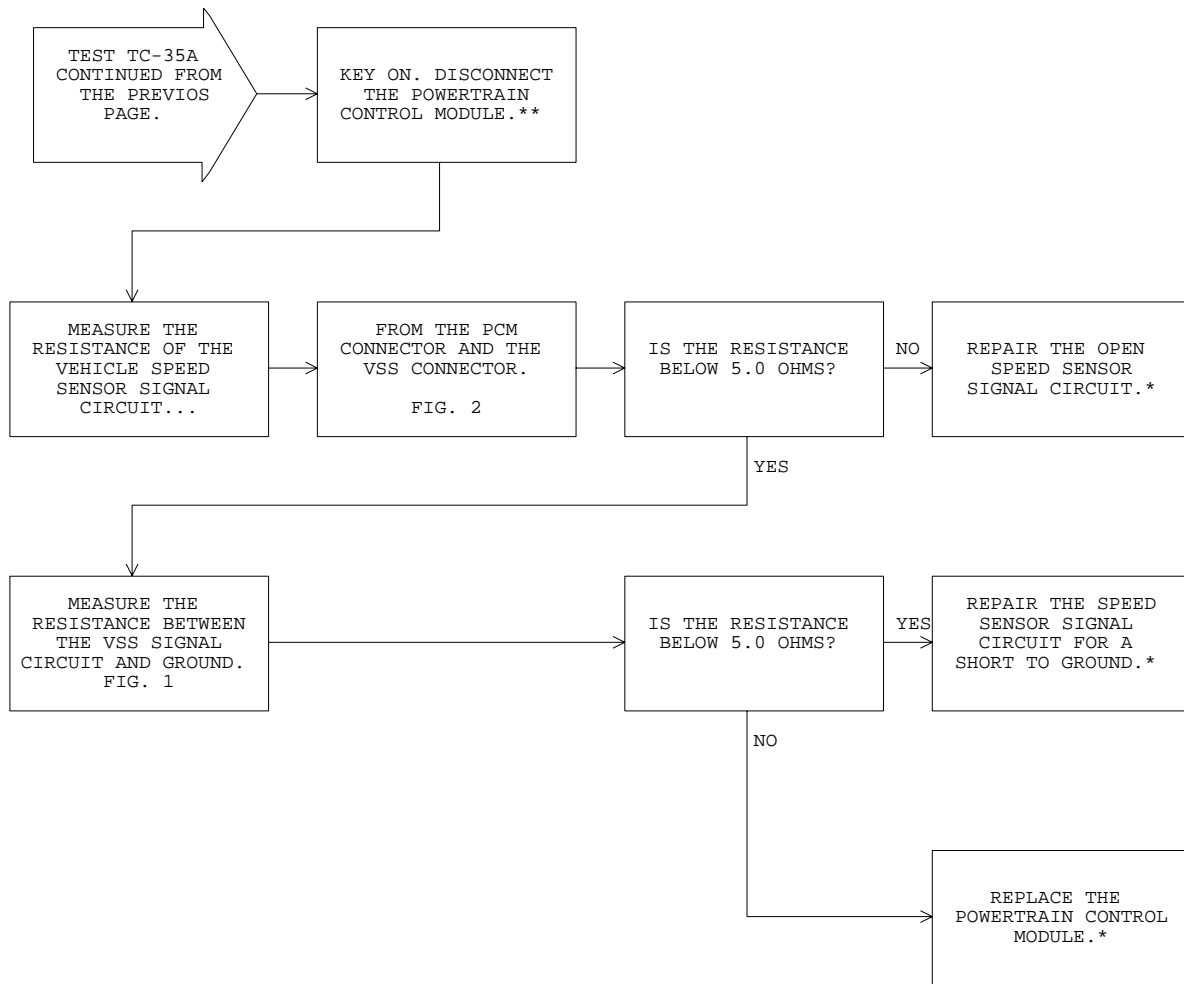 TEST TC-35A
CONTINUED FROM
THE PREVIOS
PAGE.
KEY ON. DISCONNECT
THE POWERTRAIN
CONTROL MODULE.**
MEASURE THE
RESISTANCE OF THE
VEHICLE SPEED
SENSOR SIGNAL
CIRCUIT...
FROM THE PCM
CONNECTOR AND THE
VSS CONNECTOR.
FIG. 2
IS THE RESISTANCE
BELOW 5.0 OHMS?
NO
REPAIR THE OPEN
SPEED SENSOR
SIGNAL CIRCUIT.*
YES
MEASURE THE
RESISTANCE BETWEEN
THE VSS SIGNAL
CIRCUIT AND GROUND.
FIG. 1
IS THE RESISTANCE
BELOW 5.0 OHMS?
YES
REPAIR THE SPEED
SENSOR SIGNAL
CIRCUIT FOR A
SHORT TO GROUND.*
NO
REPLACE THE
POWERTRAIN CONTROL
MODULE.*